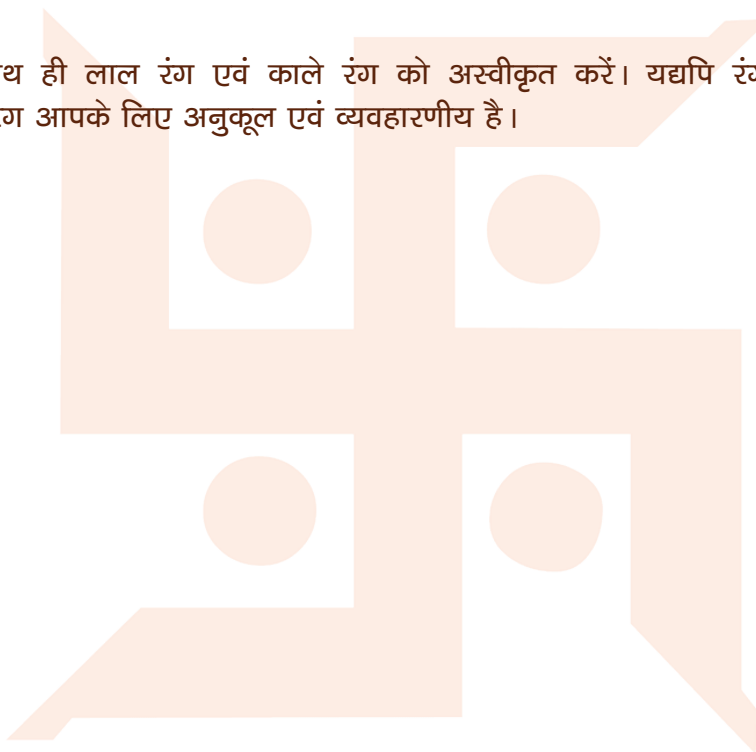 ही लाल रंग एवं काले रंग को अस्वीकृत करें। यद्यपि
आपके लिए अनुकूल एवं व्यवहारणीय है।